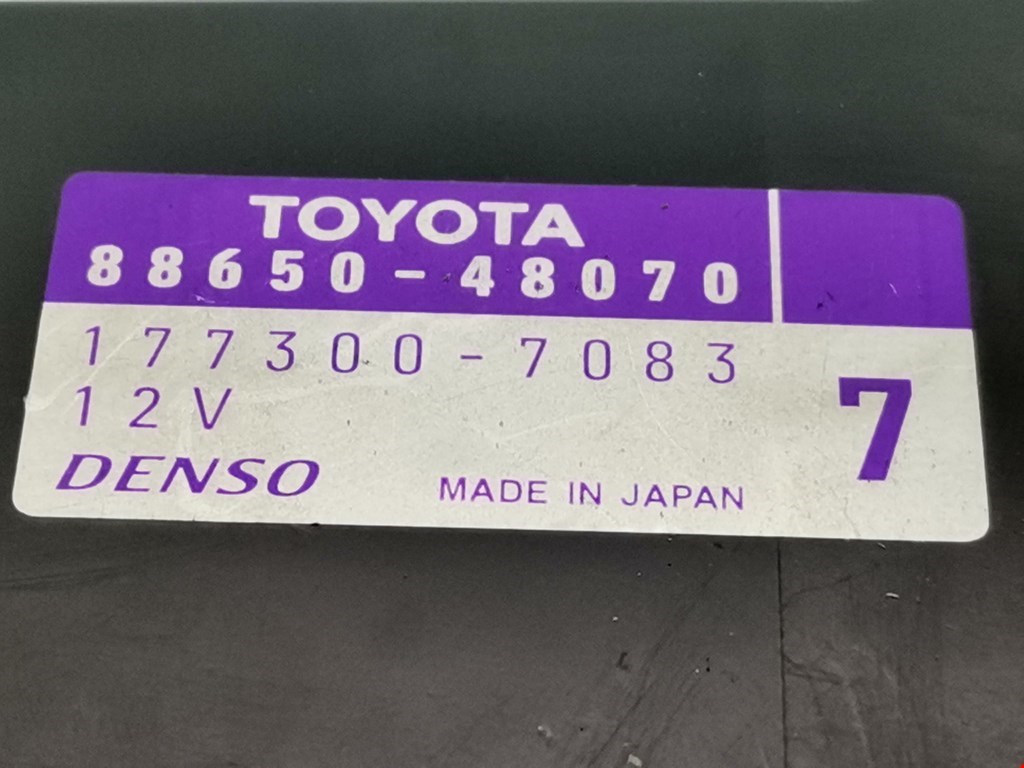 TOYOTA
88650-48070
177300-7083
12V
7
DENSO
MADE IN JAPAN